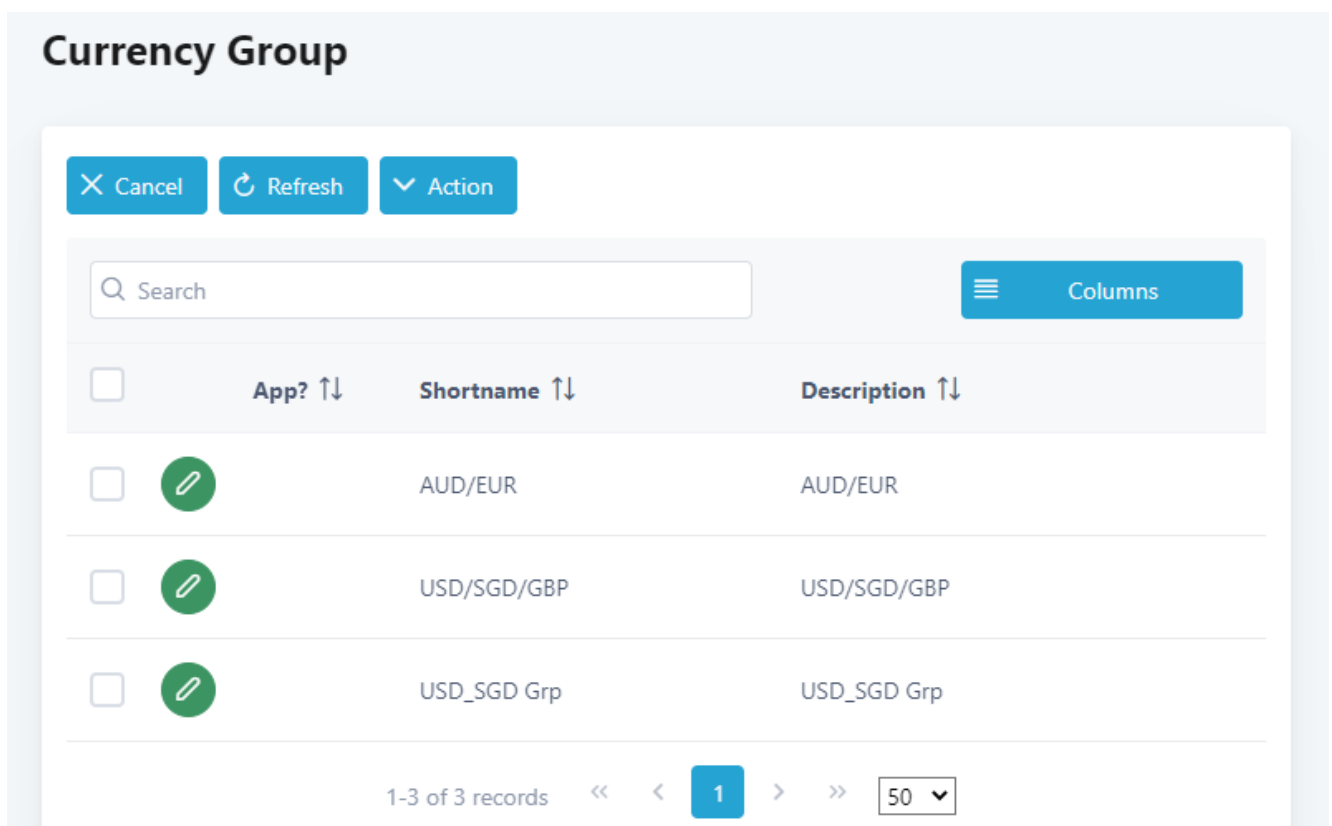 Currency Group
Cancel Refresh Action
Search Columns
App? Shortname Description
AUD/EUR AUD/EUR
USD/SGD/GBP USD/SGD/GBP
USD_SGD Grp USD_SGD Grp
1-3 of 3 records « < 1 > » 50